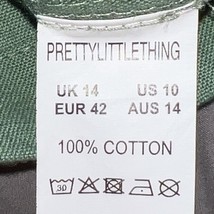 PRETTYLITTLETHING
UK 14 US 10
EUR 42 AUS 14
100% COTTON
30